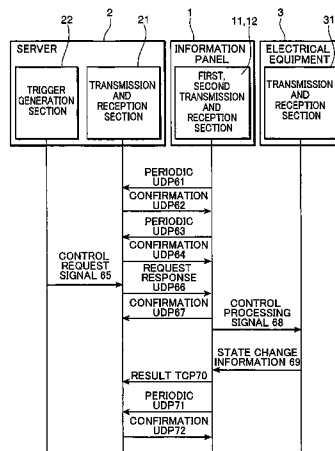 2
1
3
22
21
11,12
31
SERVER
INFORMATION
PANEL
ELECTRICAL
EQUIPMENT
TRIGGER
GENERATION
SECTION
TRANSMISSION
AND
RECEPTION
SECTION
FIRST,
SECOND
TRANSMISSION
AND
RECEPTION
SECTION
TRANSMISSION
AND
RECEPTION
SECTION
PERIODIC
UDP61
CONFIRMATION
UDP62
PERIODIC
UDP63
CONFIRMATION
UDP64
CONTROL
REQUEST
SIGNAL 65
REQUEST
RESPONSE
UDP66
CONFIRMATION
UDP67
CONTROL
PROCESSING
SIGNAL 68
STATE CHANGE
INFORMATION 69
RESULT TCP70
PERIODIC
UDP71
CONFIRMATION
UDP72